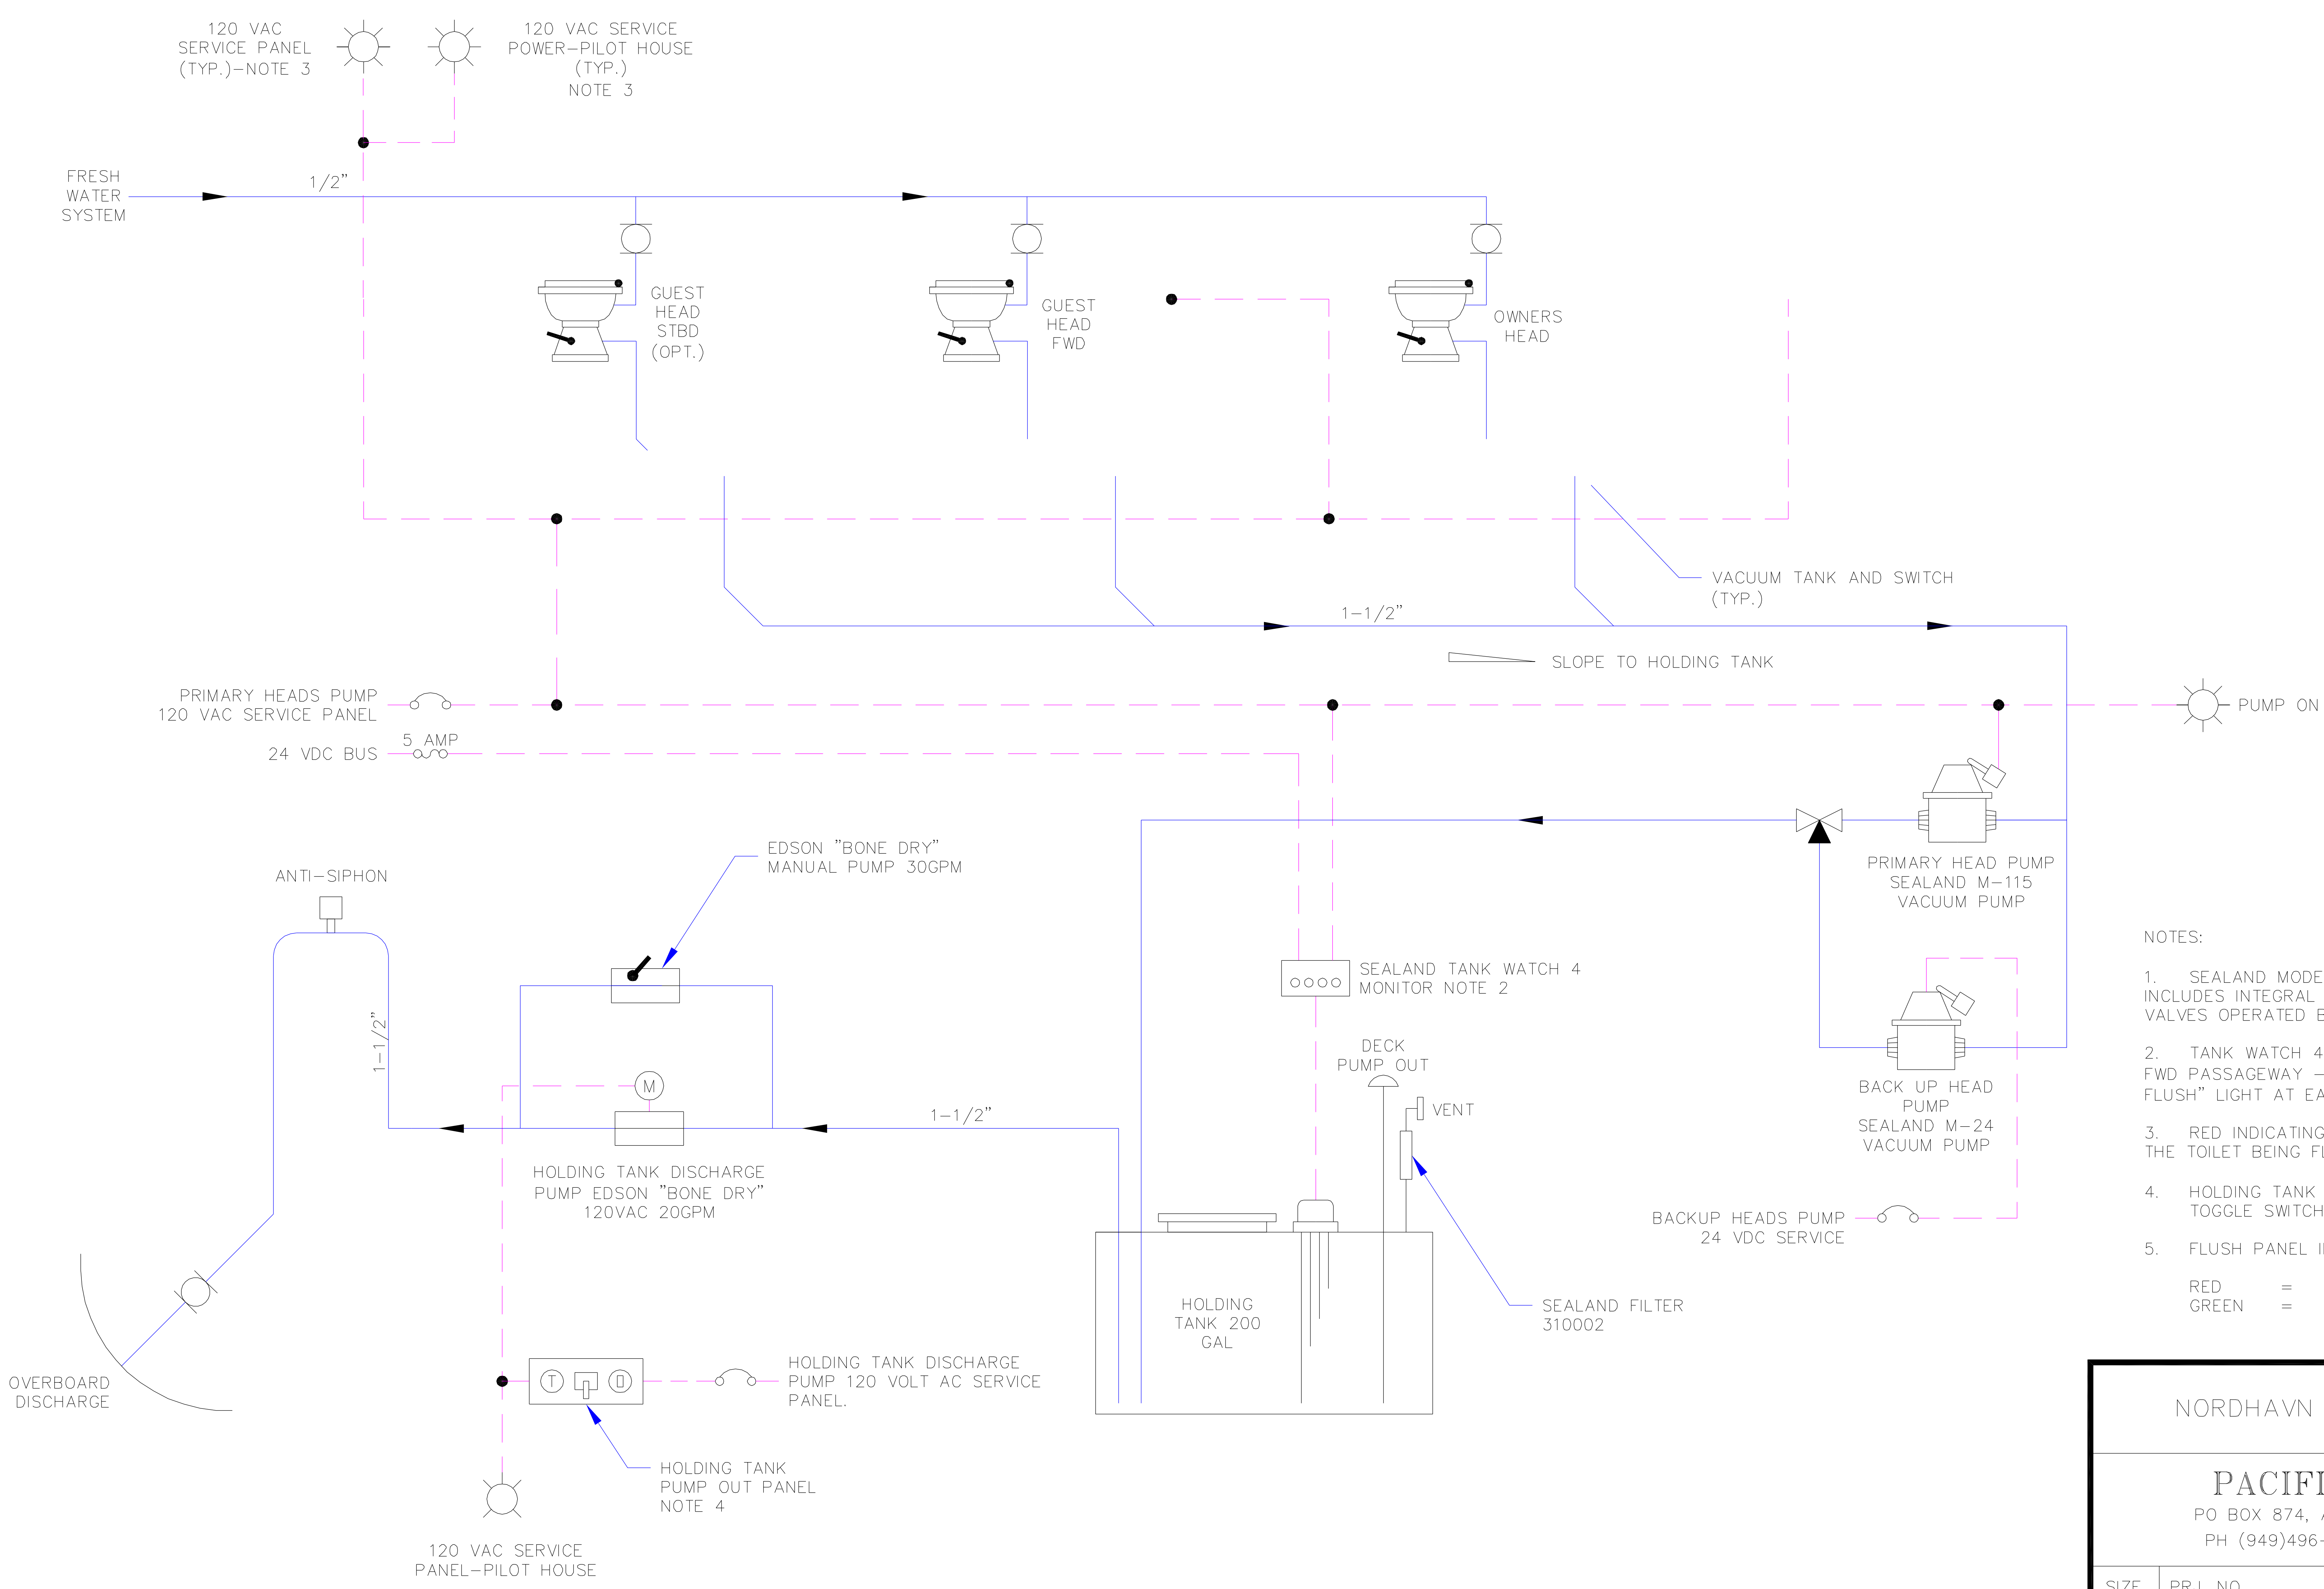 120 VAC
SERVICE PANEL
(TYP.)-NOTE 3
120 VAC SERVICE
POWER-PILOT HOUSE
(TYP.)
NOTE 3
FRESH
WATER
SYSTEM
1/2"
GUEST
HEAD
STBD
(OPT.)
GUEST
HEAD
FWD
OWNERS
HEAD
VACUUM TANK AND SWITCH
(TYP.)
1-1/2"
SLOPE TO HOLDING TANK
PRIMARY HEADS PUMP
120 VAC SERVICE PANEL
PUMP ON
5 AMP
24 VDC BUS
EDSON "BONE DRY"
MANUAL PUMP 30GPM
ANTI-SIPHON
PRIMARY HEAD PUMP
SEALAND M-115
VACUUM PUMP
SEALAND TANK WATCH 4
MONITOR NOTE 2
1-1/2"
DECK
PUMP OUT
M
1-1/2"
VENT
BACK UP HEAD
PUMP
SEALAND M-24
VACUUM PUMP
HOLDING TANK DISCHARGE
PUMP EDSON "BONE DRY"
120VAC 20GPM
BACKUP HEADS PUMP
24 VDC SERVICE
HOLDING
TANK 200
GAL
SEALAND FILTER
310002
OVERBOARD
DISCHARGE
T
HOLDING TANK DISCHARGE
PUMP 120 VOLT AC SERVICE
PANEL.
HOLDING TANK
PUMP OUT PANEL
NOTE 4
120 VAC SERVICE
PANEL-PILOT HOUSE
NOTES:
1. SEALAND MODE
INCLUDES INTEGRAL
VALVES OPERATED
2. TANK WATCH 4
FWD PASSAGEWAY -
FLUSH" LIGHT AT EA
3. RED INDICATING
THE TOILET BEING
4. HOLDING TANK
TOGGLE SWITCH
5. FLUSH PANEL
RED =
GREEN =
NORDHAVN
PACIFI
PO BOX 874,
PH (949)496-
SIZE
PRJ. NO.